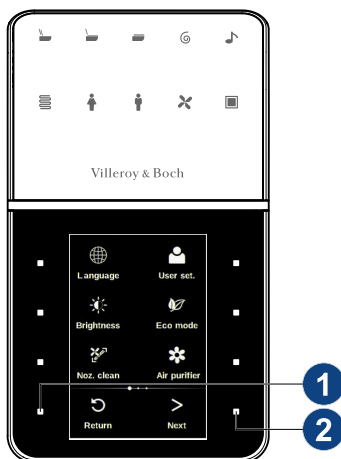 Villeroy & Boch
Language User set.
Brightness Eco mode
Noz. clean Air purifier
1
Return Next
2